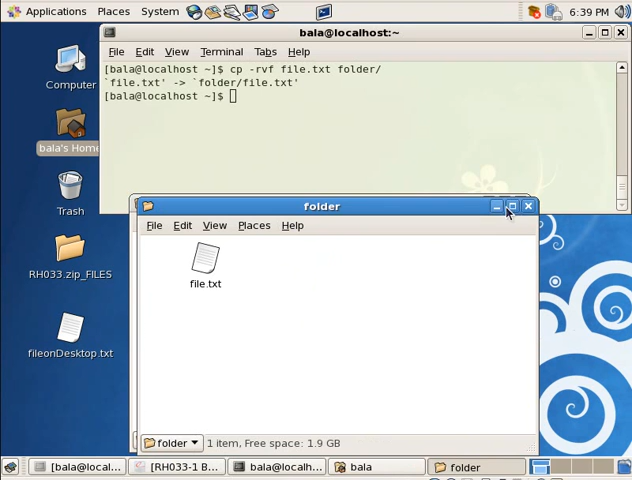 Applications Places System 6:39 PM
bala@localhost:~
File Edit View Terminal Tabs Help
[bala@localhost ~]$ cp -rvf file.txt folder/
`file.txt' -> `folder/file.txt'
[bala@localhost ~]$
Computer
bala's Home
Trash
RH033.zip_FILES
fileonDesktop.txt
folder
File Edit View Places Help
file.txt
folder 1 item, Free space: 1.9 GB
[bala@local... [RH033-1 B... bala@localh... bala folder